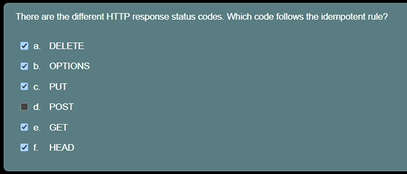 There are the different HTTP response status codes. Which code follows the idempotent rule?
a. DELETE
b. OPTIONS
c. PUT
d. POST
e. GET
f. HEAD